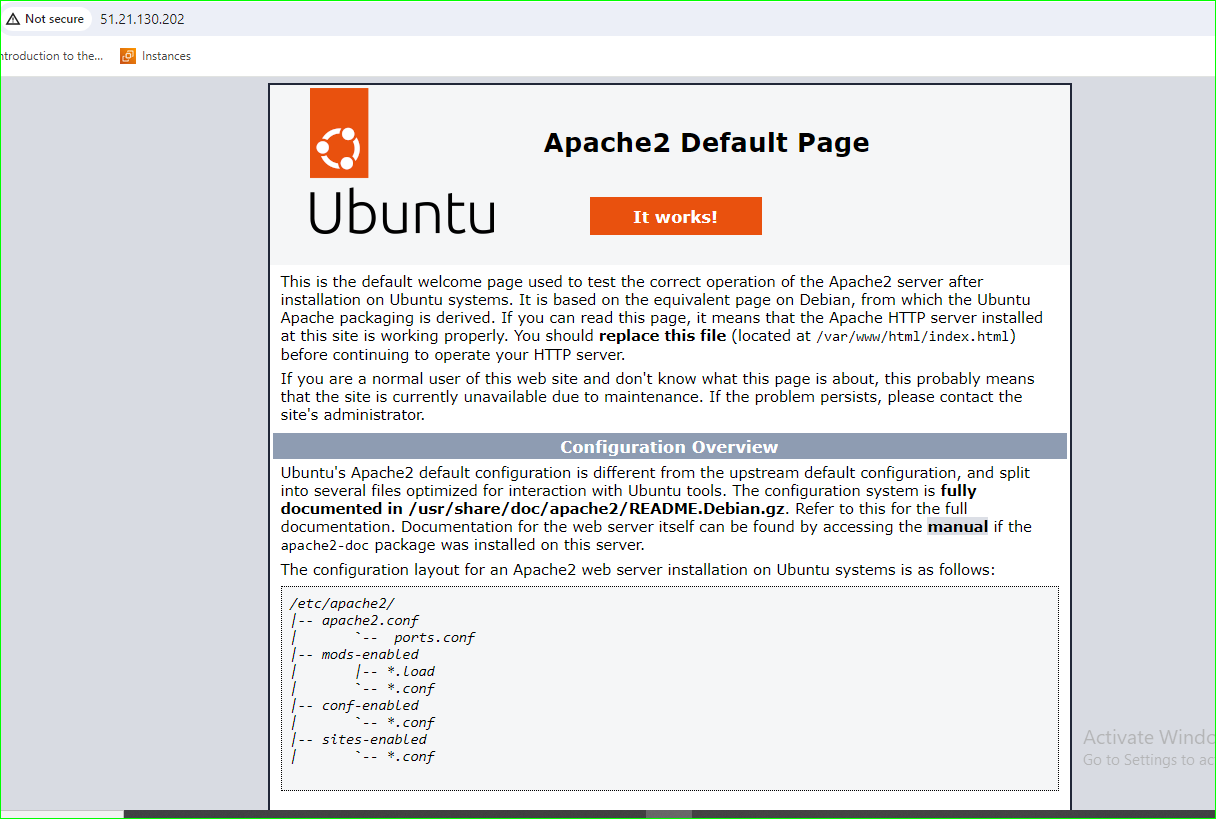 Not secure 51.21.130.202
ntroduction to the... Instances
Apache2 Default Page
Ubuntu
It works!
This is the default welcome page used to test the correct operation of the Apache2 server after
installation on Ubuntu systems. It is based on the equivalent page on Debian, from which the Ubuntu
Apache packaging is derived. If you can read this page, it means that the Apache HTTP server installed
at this site is working properly. You should replace this file (located at /var/www/html/index.html)
before continuing to operate your HTTP server.
If you are a normal user of this web site and don't know what this page is about, this probably means
that the site is currently unavailable due to maintenance. If the problem persists, please contact the
site's administrator.
Configuration Overview
Ubuntu's Apache2 default configuration is different from the upstream default configuration, and split
into several files optimized for interaction with Ubuntu tools. The configuration system is fully
documented in /usr/share/doc/apache2/README.Debian.gz. Refer to this for the full
documentation. Documentation for the web server itself can be found by accessing the manual if the
apache2-doc package was installed on this server.
The configuration layout for an Apache2 web server installation on Ubuntu systems is as follows:
/etc/apache2/
|-- apache2.conf
|       `--  ports.conf
|-- mods-enabled
|       |-- *.load
|       `-- *.conf
|-- conf-enabled
|       `-- *.conf
|-- sites-enabled
|       `-- *.conf
Activate Windo
Go to Settings to ac